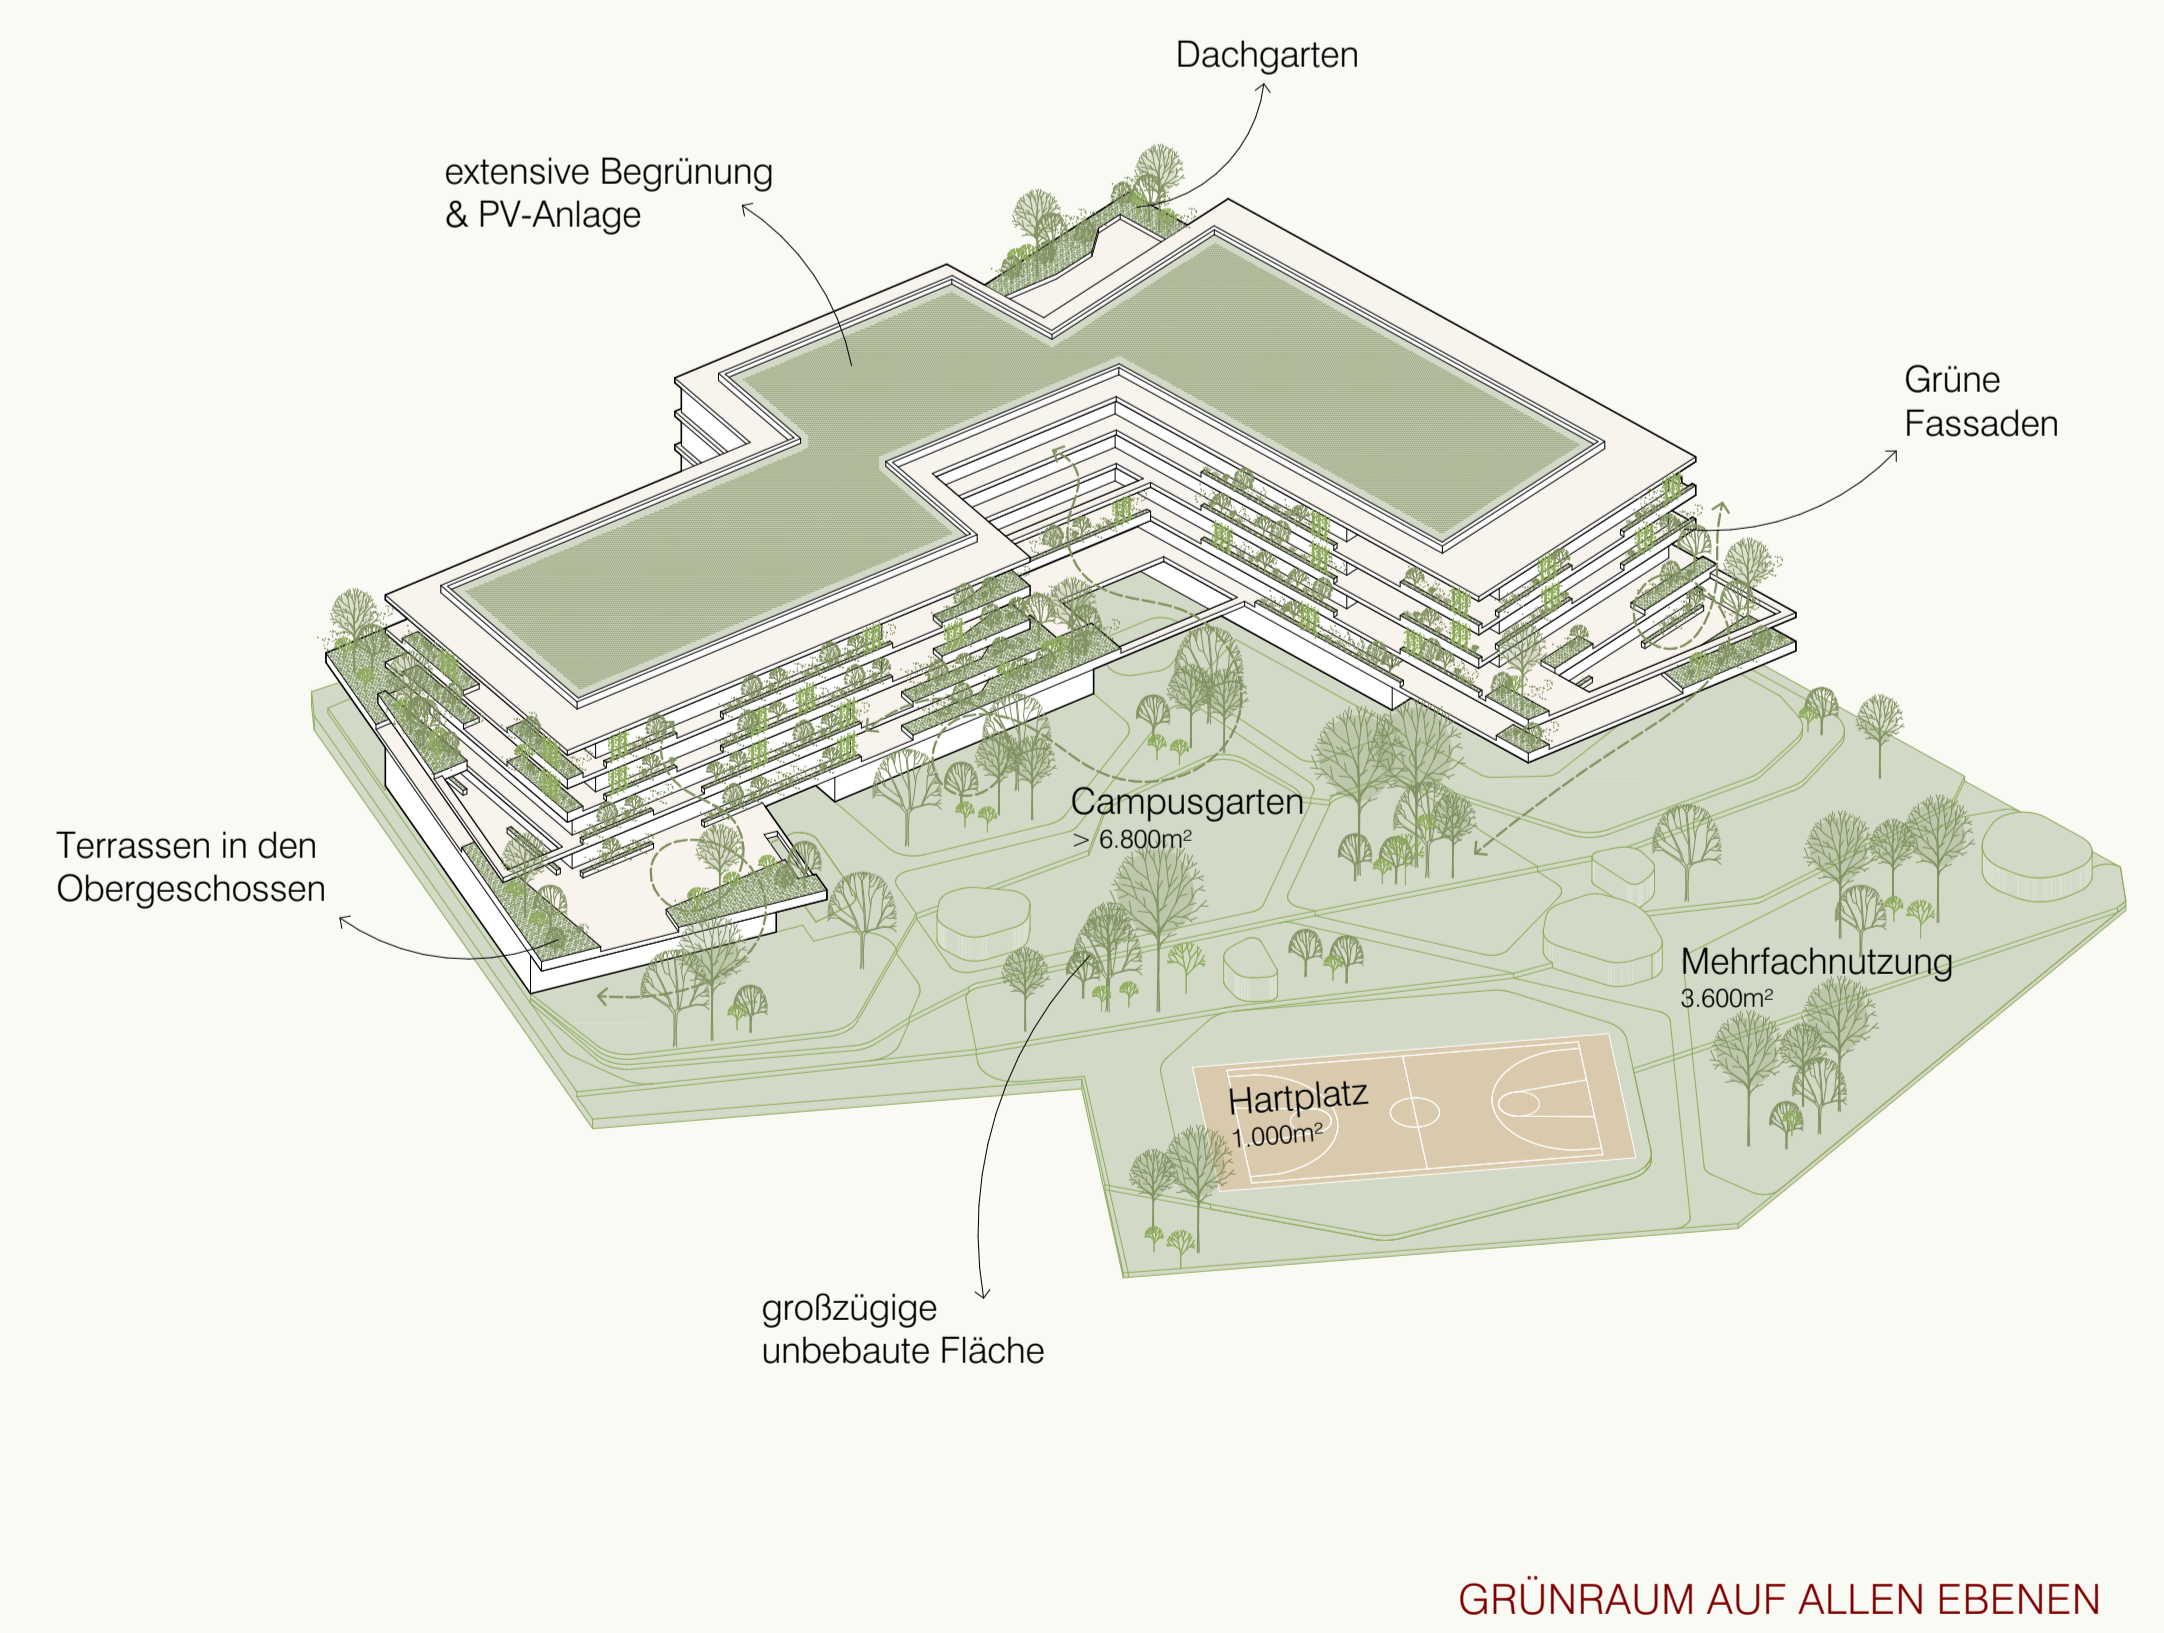 Dachgarten
extensive Begrünung
& PV-Anlage
Grüne
Fassaden
Terrassen in den
Obergeschossen
Campusgarten
> 6.800m²
Mehrfachnutzung
3.600m²
Hartplatz
1.000m²
großzügige
unbebaute Fläche
GRÜNRAUM AUF ALLEN EBENEN